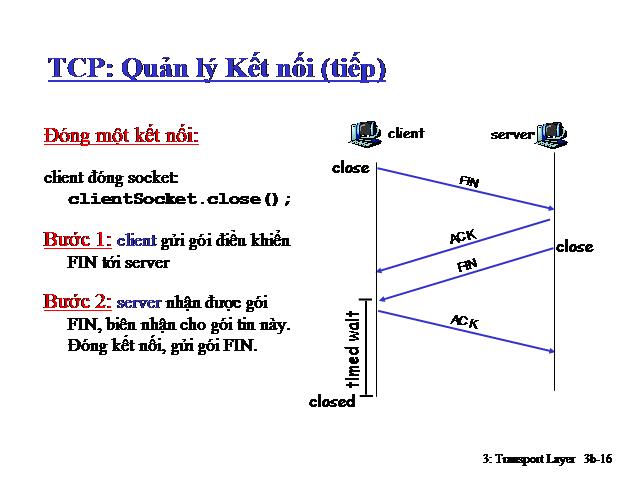 TCP: Quản lý Kết nối (tiếp)
Đóng một kết nối:
client đóng socket:
clientSocket.close();
Bước 1: client gửi gói điều khiển
FIN tới server
Bước 2: server nhận được gói
FIN, biên nhận cho gói tin này.
Đóng kết nối, gửi gói FIN.
client
server
close
FIN
ACK
close
FIN
timed wait
ACK
closed
3: Transport Layer 3b-16